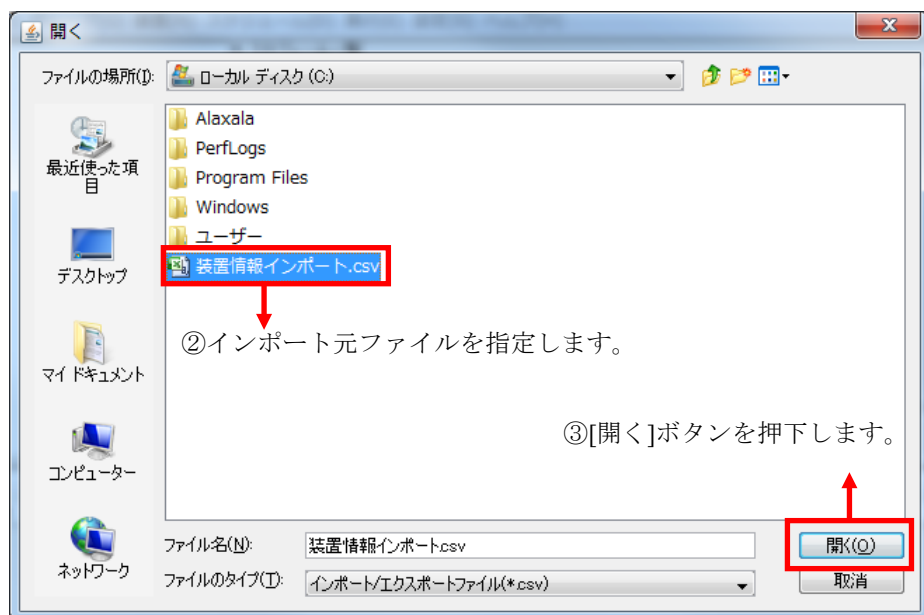 開く
ファイルの場所(I):
ローカル ディスク (C:)
Alaxala
PerfLogs
Program Files
Windows
ユーザー
装置情報インポート.csv
最近使った項
目
デスクトップ
マイ ドキュメント
コンピューター
ネットワーク
②インポート元ファイルを指定します。
③[開く]ボタンを押下します。
ファイル名(N):
装置情報インポート.csv
開く(O)
ファイルのタイプ(T):
インポート/エクスポートファイル(*.csv)
取消